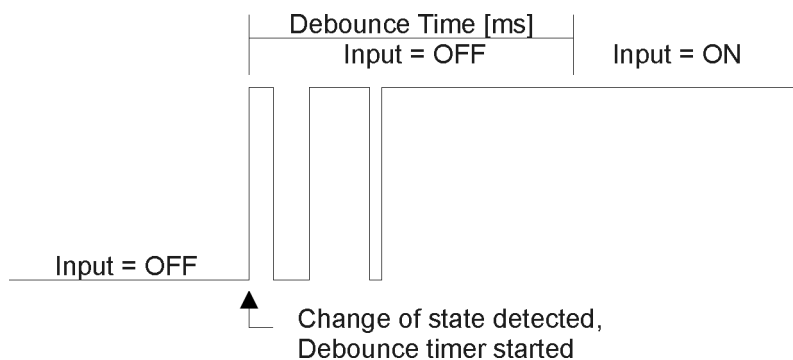 Debounce Time [ms]
Input = OFF
Input = ON
Input = OFF
Change of state detected,
Debounce timer started